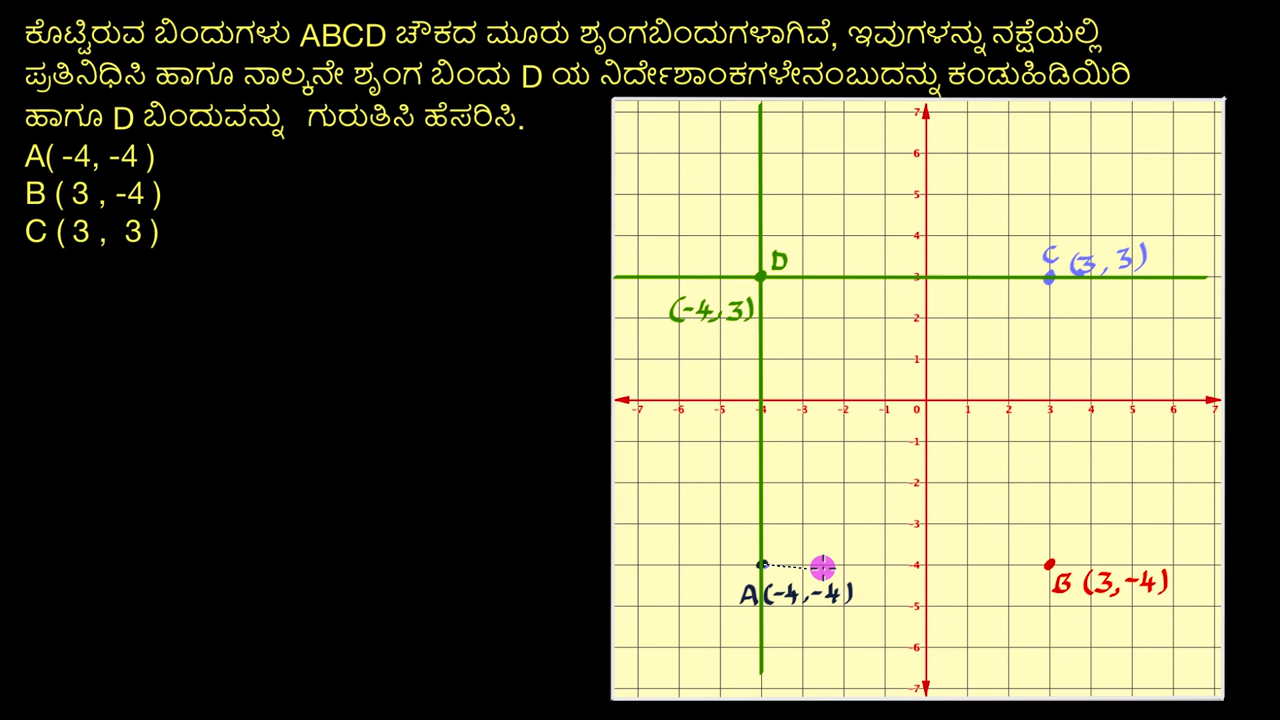 ಕೊಟ್ಟಿರುವ ಬಿಂದುಗಳು ABCD ಚೌಕದ ಮೂರು ಶೃಂಗಬಿಂದುಗಳಾಗಿವೆ, ಇವುಗಳನ್ನು ನಕ್ಷೆಯಲ್ಲಿ
ಪ್ರತಿನಿಧಿಸಿ ಹಾಗೂ ನಾಲ್ಕನೇ ಶೃಂಗ ಬಿಂದು D ಯ ನಿರ್ದೇಶಾಂಕಗಳೇನಂಬುದನ್ನು ಕಂಡುಹಿಡಿಯಿರಿ
ಹಾಗೂ D ಬಿಂದುವನ್ನು ಗುರುತಿಸಿ ಹೆಸರಿಸಿ.
A( -4, -4 )
B ( 3 , -4 )
C ( 3 , 3 )
7
6
5
4
D
C (3, 3)
3
(-4,3)
2
1
-7 -6 -5 -4 -3 -2 -1 0 1 2 3 4 5 6 7
-1
-2
-3
-4
A(-4,-4)
B (3,-4)
-5
-6
-7